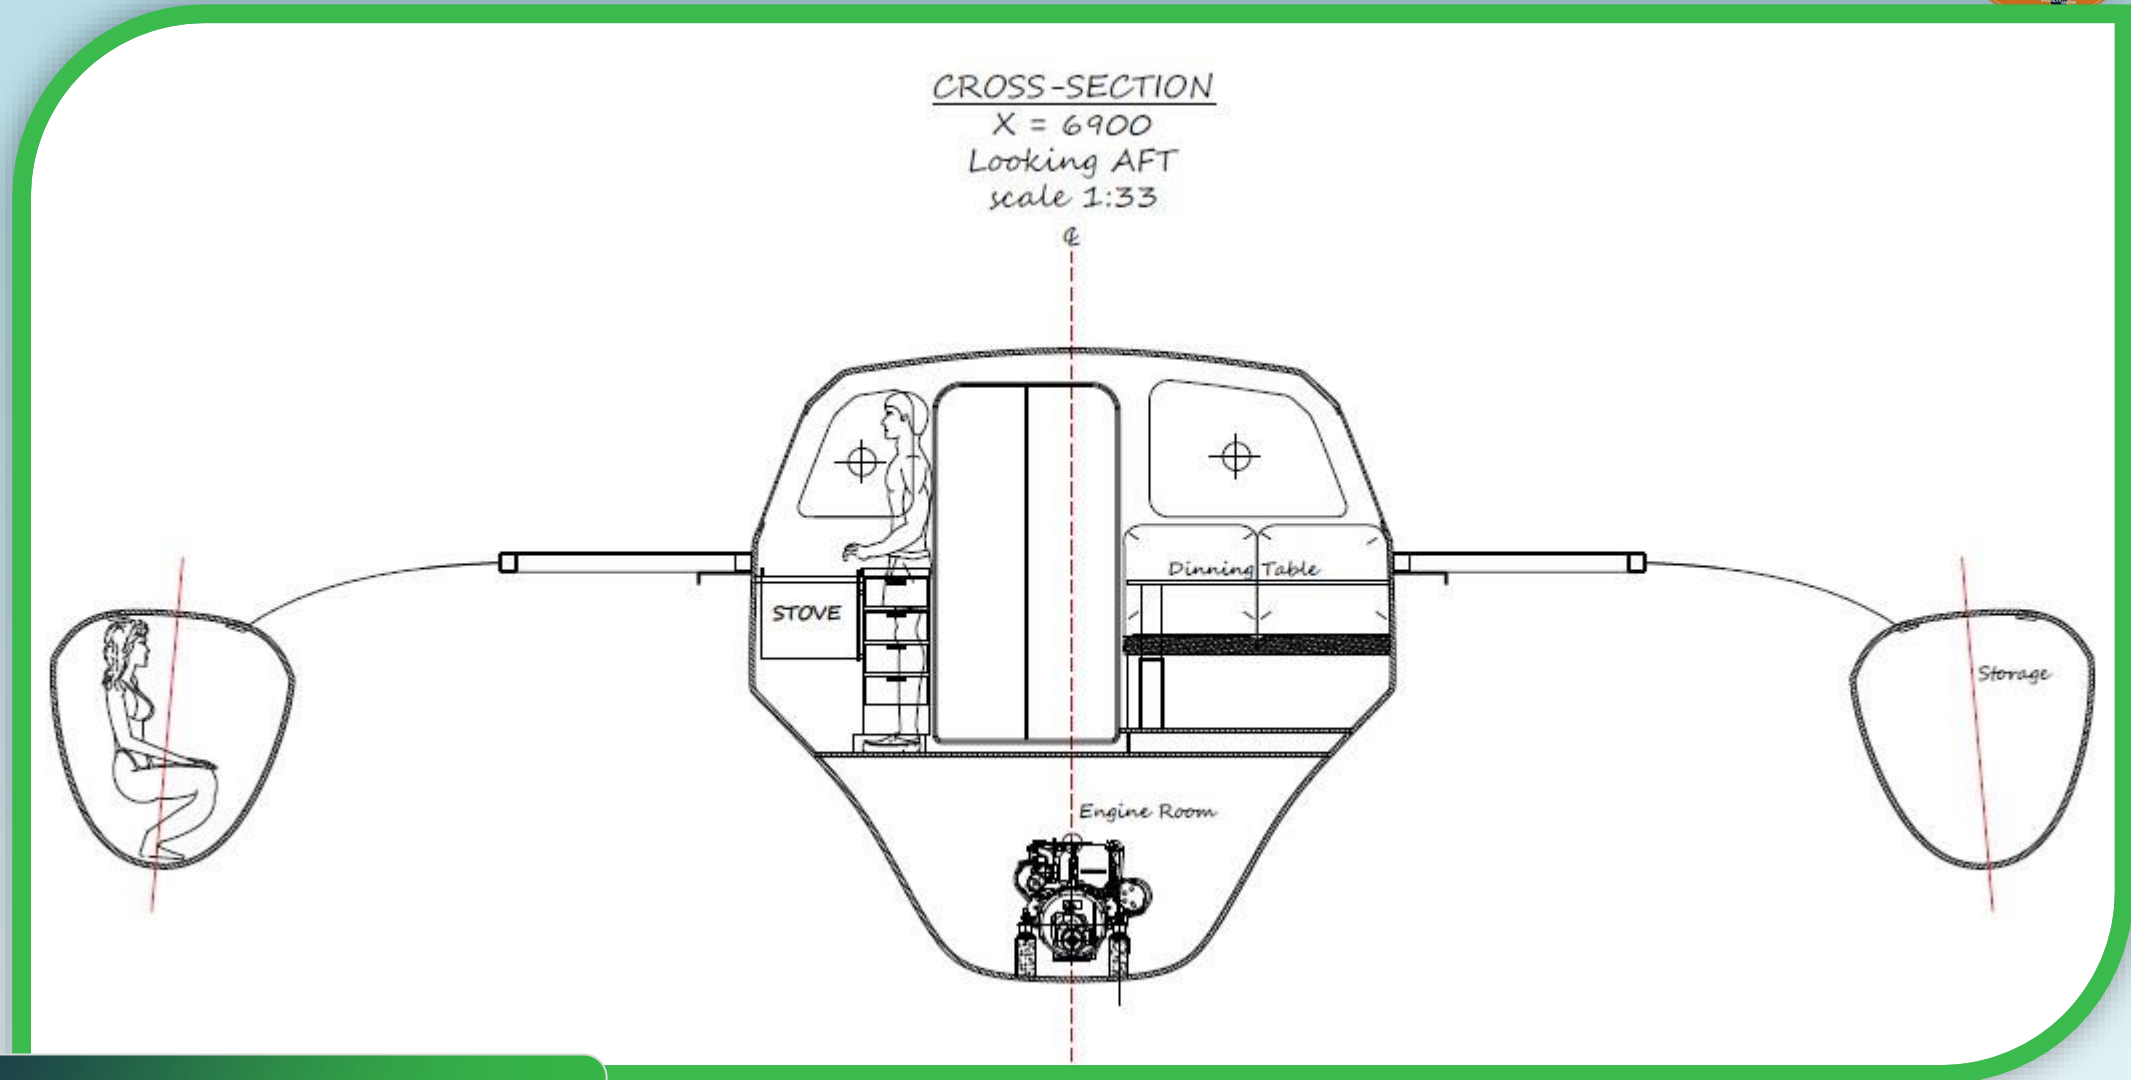 CROSS-SECTION
X = 6900
Looking AFT
scale 1:33
℄
Dinning Table
STOVE
Storage
Engine Room